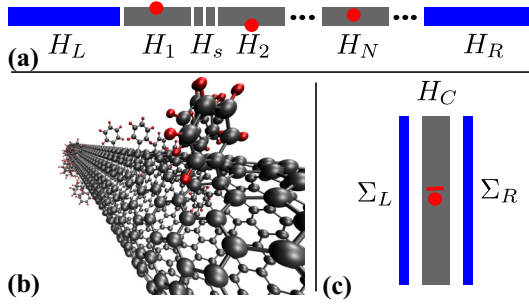 (a) H_L H_1 H_s H_2 ••• H_N ••• H_R
(b)
(c) H_C
Σ_L Σ_R